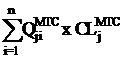 n
∑ Q_ji^MTC x CL_j^MTC
i=1